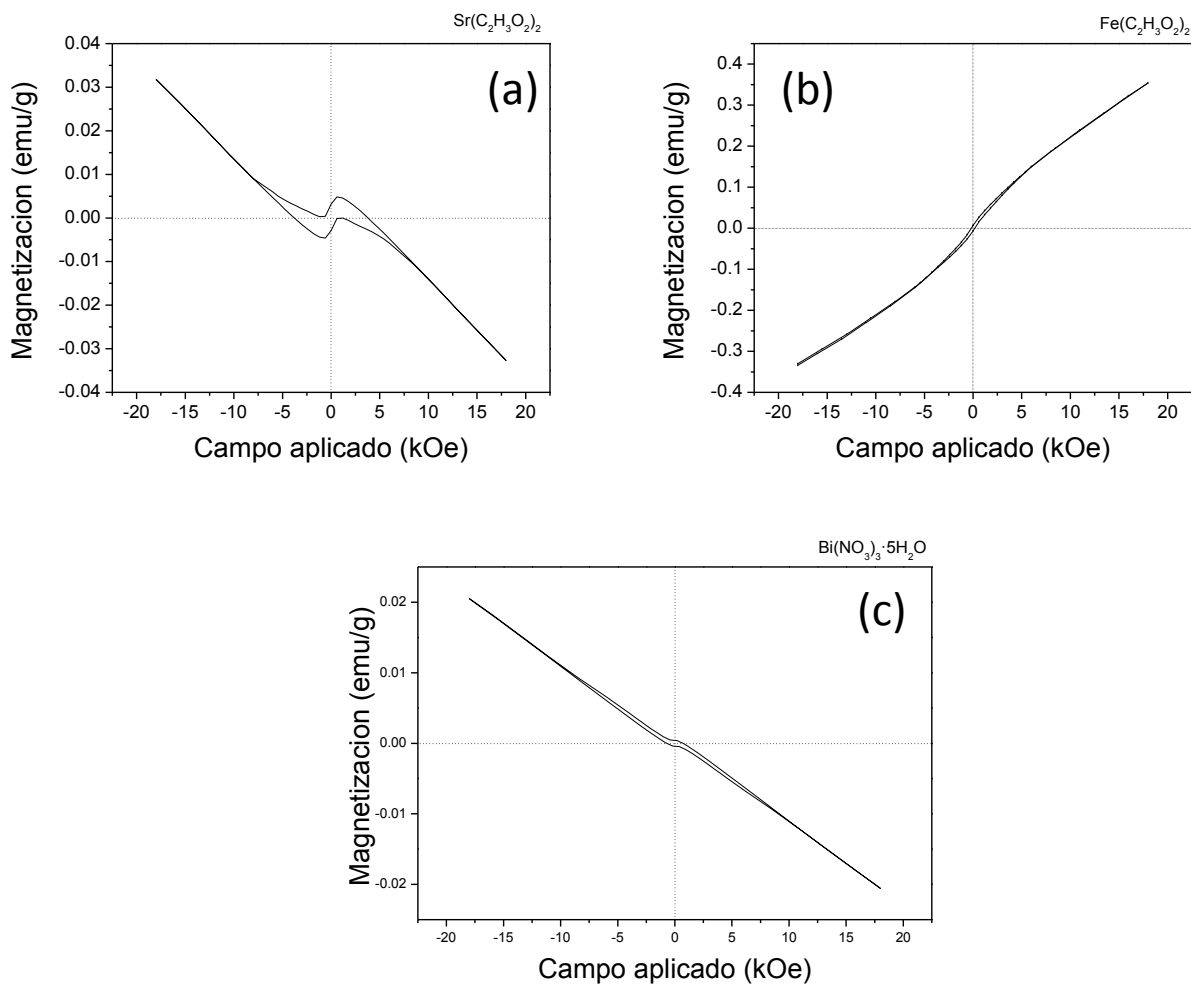 Sr(C₂H₃O₂)₂
(a)
0.04
0.03
0.02
0.01
0.00
-0.01
-0.02
-0.03
-0.04
Magnetizacion (emu/g)
-20 -15 -10 -5 0 5 10 15 20
Campo aplicado (kOe)
Fe(C₂H₃O₂)₂
(b)
0.4
0.3
0.2
0.1
0.0
-0.1
-0.2
-0.3
-0.4
Magnetizacion (emu/g)
-20 -15 -10 -5 0 5 10 15 20
Campo aplicado (kOe)
Bi(NO₃)₃·5H₂O
(c)
0.02
0.01
0.00
-0.01
-0.02
Magnetizacion (emu/g)
-20 -15 -10 -5 0 5 10 15 20
Campo aplicado (kOe)